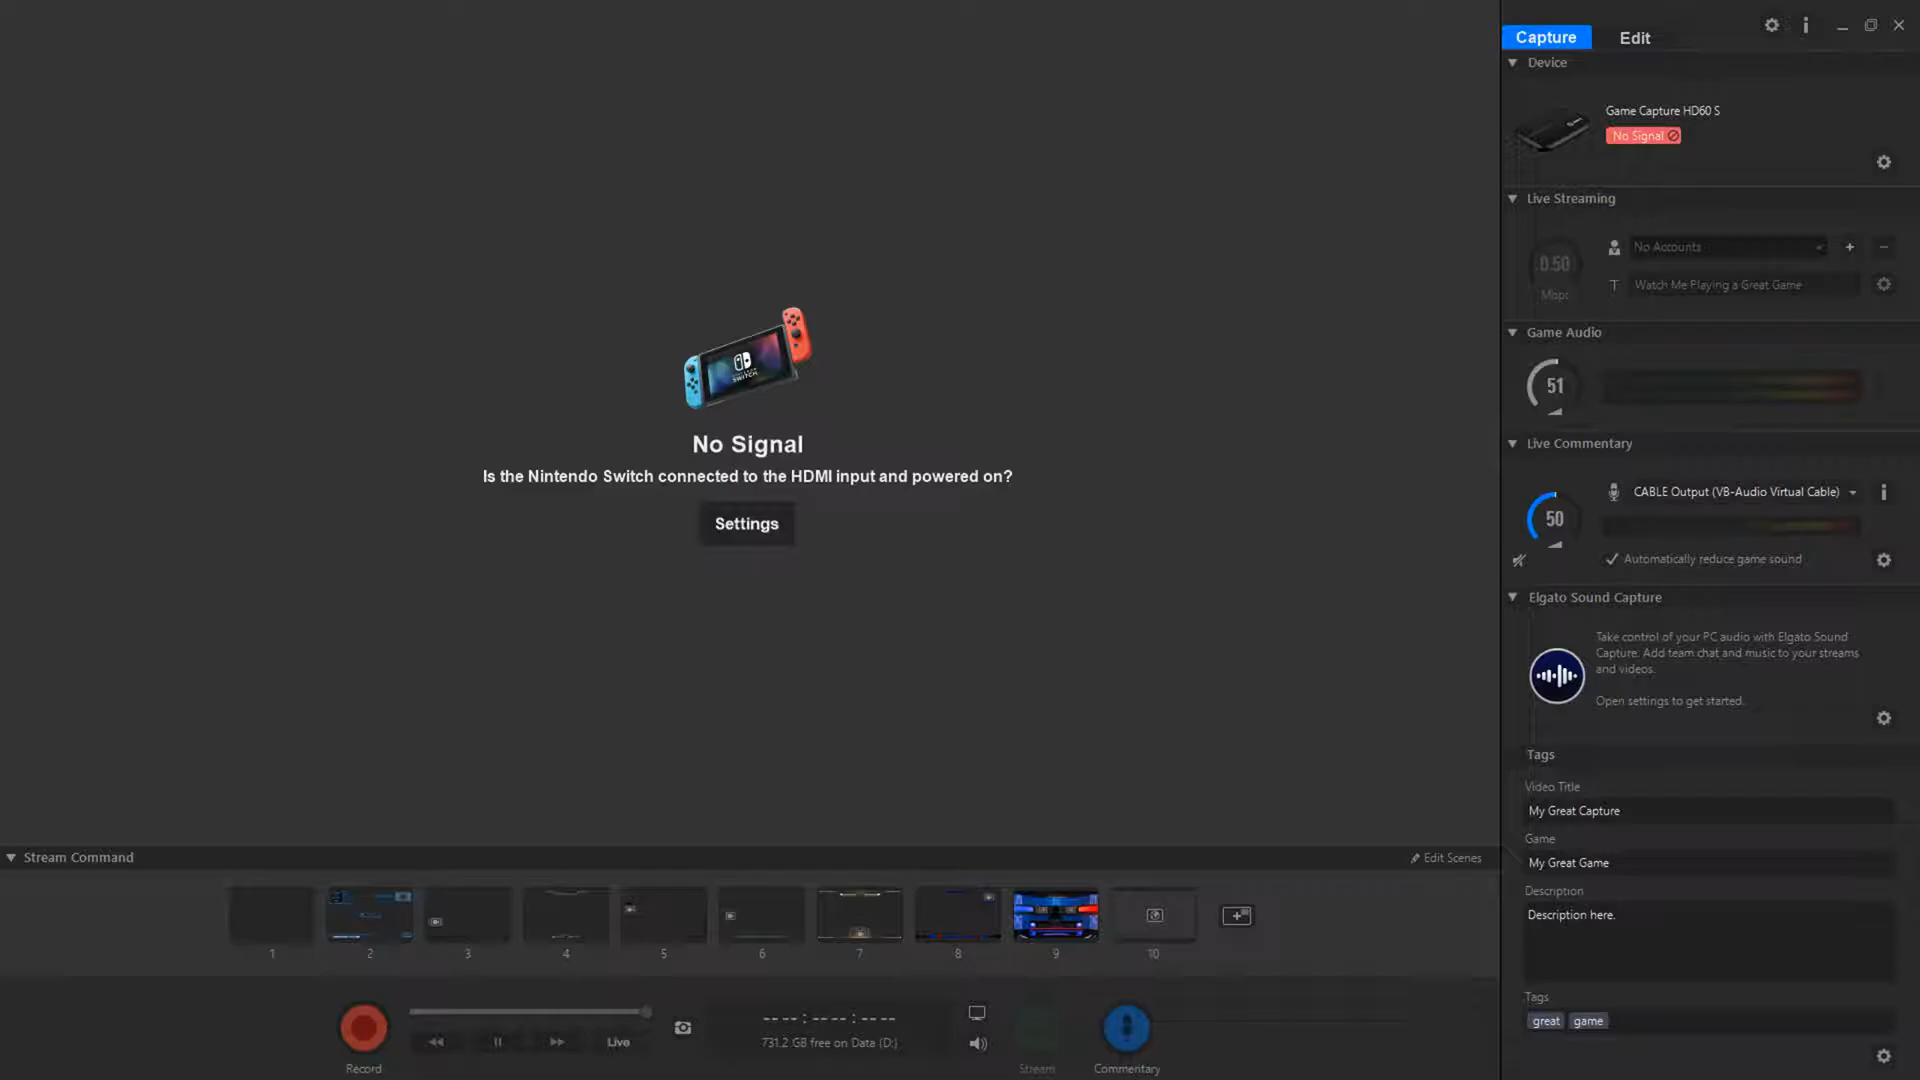 Capture
Edit
Device
Game Capture HD60 S
No Signal
Live Streaming
0.50
Mbps
No Accounts
T Watch Me Playing a Great Game
Game Audio
51
Live Commentary
50
CABLE Output (VB-Audio Virtual Cable)
Automatically reduce game sound
Elgato Sound Capture
Take control of your PC audio with Elgato Sound
Capture. Add team chat and music to your streams
and videos.
Open settings to get started.
Tags
Video Title
My Great Capture
Game
My Great Game
Description
Description here.
Tags
great game
SWITCH
No Signal
Is the Nintendo Switch connected to the HDMI input and powered on?
Settings
Stream Command
Edit Scenes
1 2 3 4 5 6 7 8 9 10
Record
Live
-- -- : -- -- : -- --
731.2 GB free on Data (D:)
Stream
Commentary